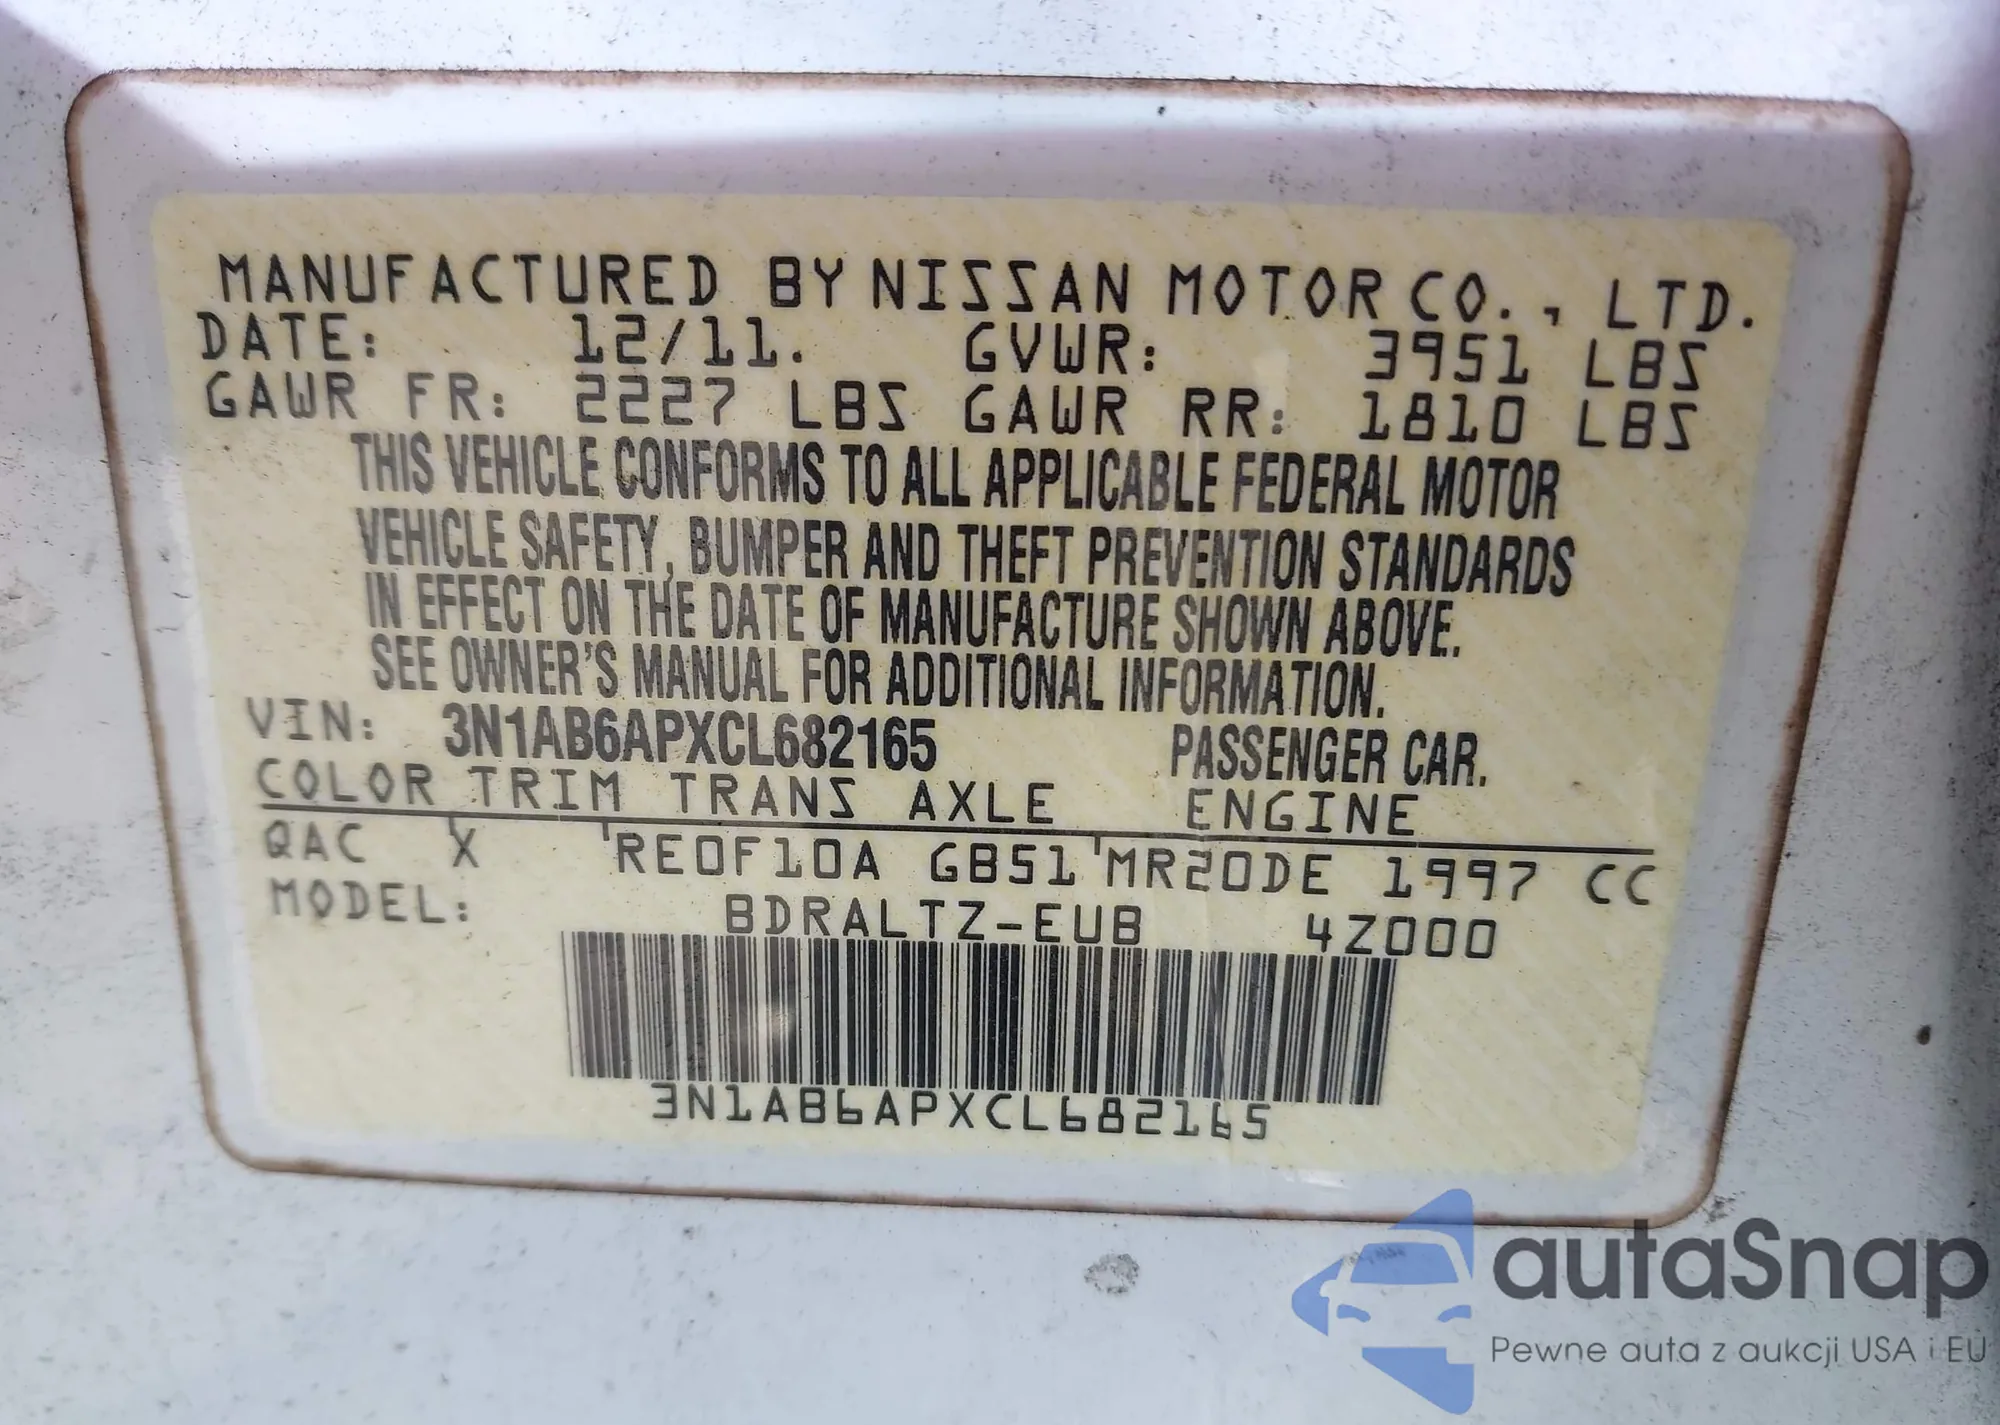 MANUFACTURED BY NISSAN MOTOR CO., LTD.
DATE: 12/11. GVWR: 3951 LBS
GAWR FR: 2227 LBS GAWR RR: 1810 LBS
THIS VEHICLE CONFORMS TO ALL APPLICABLE FEDERAL MOTOR
VEHICLE SAFETY, BUMPER AND THEFT PREVENTION STANDARDS
IN EFFECT ON THE DATE OF MANUFACTURE SHOWN ABOVE.
SEE OWNER'S MANUAL FOR ADDITIONAL INFORMATION.
VIN: 3N1AB6APXCL682165 PASSENGER CAR.
COLOR TRIM TRANS AXLE ENGINE
QAC X RE0F10A GB51 MR20DE 1997 CC
MODEL: BDRALTZ-EUB 4Z000
3N1AB6APXCL682165
autaSnap
Pewne auta z aukcji USA i EU